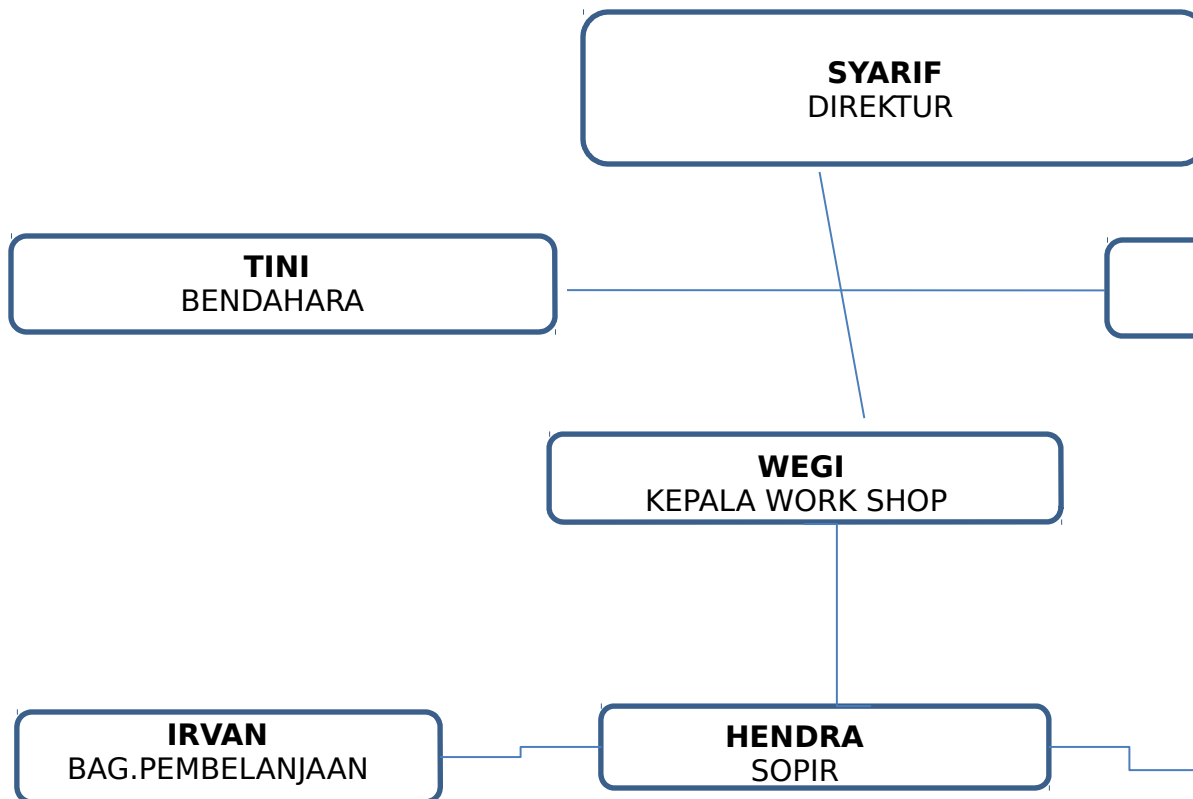 SYARIF
DIREKTUR
TINI
BENDAHARA
WEGI
KEPALA WORK SHOP
IRVAN
BAG.PEMBELANJAAN
HENDRA
SOPIR